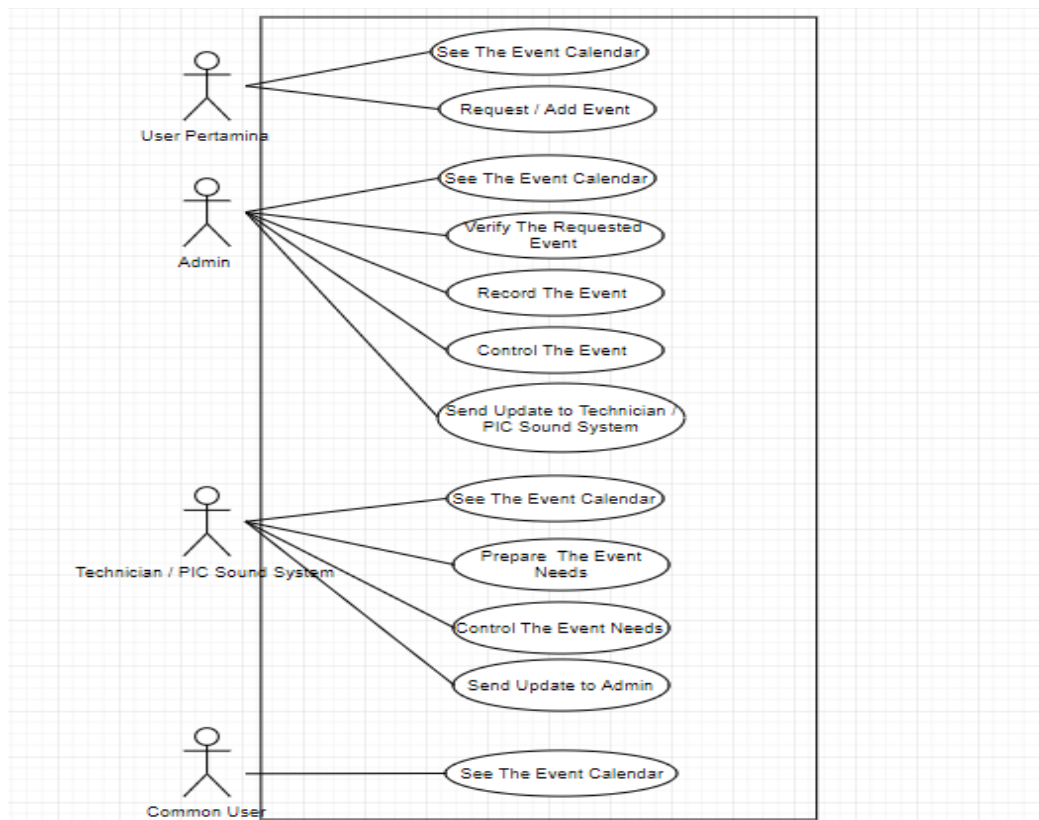 See The Event Calendar
Request / Add Event
User Pertamina
See The Event Calendar
Verify The Requested
Event
Admin
Record The Event
Control The Event
Send Update to Technician /
PIC Sound System
See The Event Calendar
Prepare The Event
Needs
Technician / PIC Sound System
Control The Event Needs
Send Update to Admin
See The Event Calendar
Common User